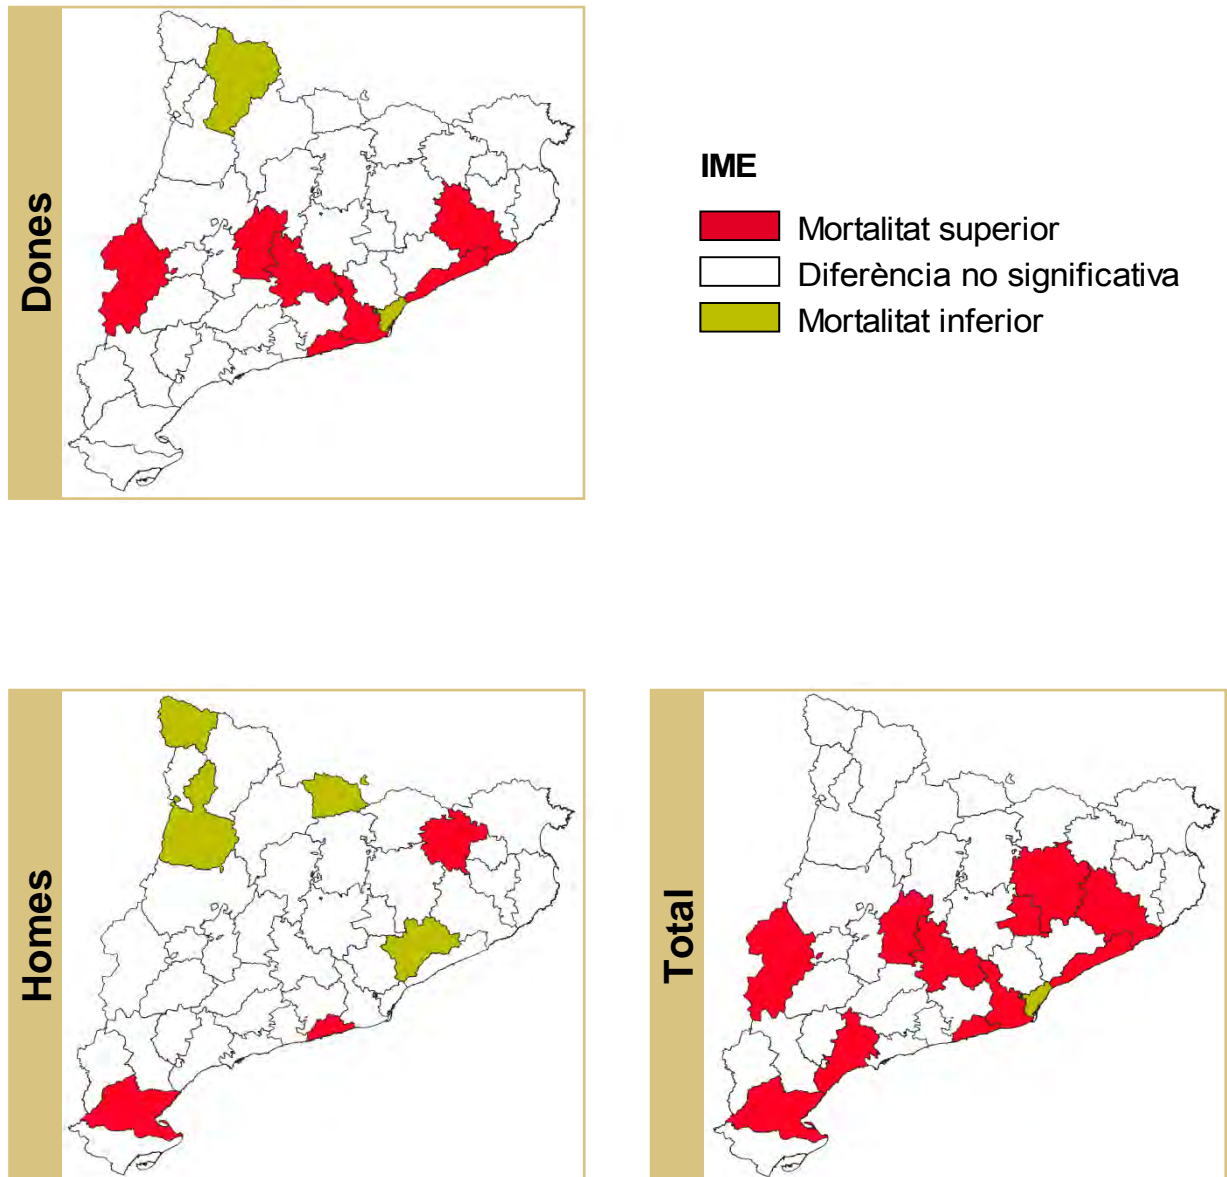 Dones
IME
Mortalitat superior
Diferència no significativa
Mortalitat inferior
Homes
Total